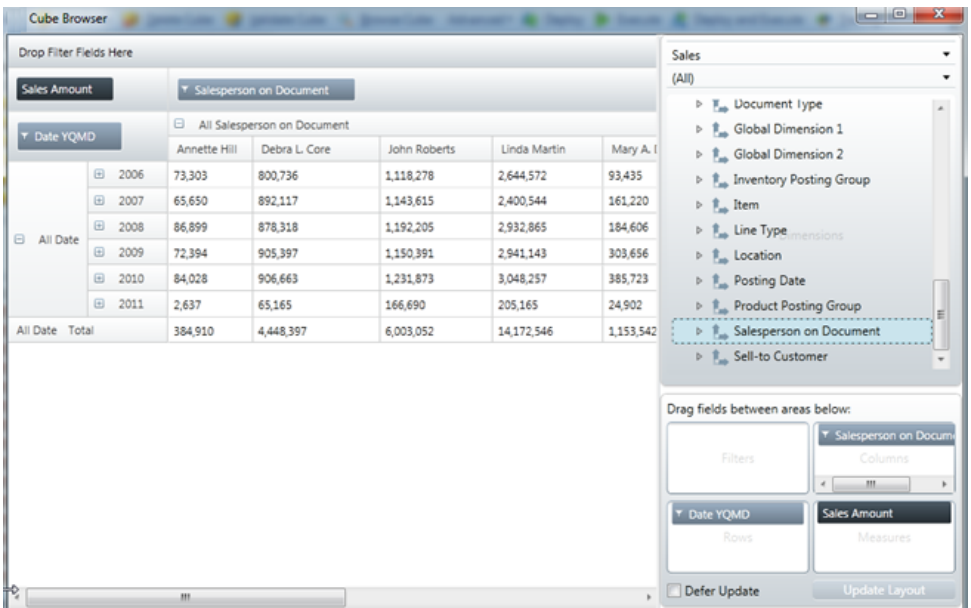 Cube Browser
Drop Filter Fields Here
Sales Amount
Salesperson on Document
Date YQMD
All Salesperson on Document
Annette Hill Debra L. Core John Roberts Linda Martin Mary A.
2006 73,303 800,736 1,118,278 2,644,572 93,435
2007 65,650 892,117 1,143,615 2,400,544 161,220
2008 86,899 878,318 1,192,205 2,932,865 184,606
All Date
2009 72,394 905,397 1,150,391 2,941,143 303,656
2010 84,028 906,663 1,231,873 3,048,257 385,723
2011 2,637 65,165 166,690 205,165 24,902
All Date Total 384,910 4,448,397 6,003,052 14,172,546 1,153,542
Sales
(All)
Document Type
Global Dimension 1
Global Dimension 2
Inventory Posting Group
Item
Line Type
Location
Posting Date
Product Posting Group
Salesperson on Document
Sell-to Customer
Drag fields between areas below:
Filters
Salesperson on Docum
Columns
Date YQMD
Rows
Sales Amount
Measures
Defer Update
Update Layout